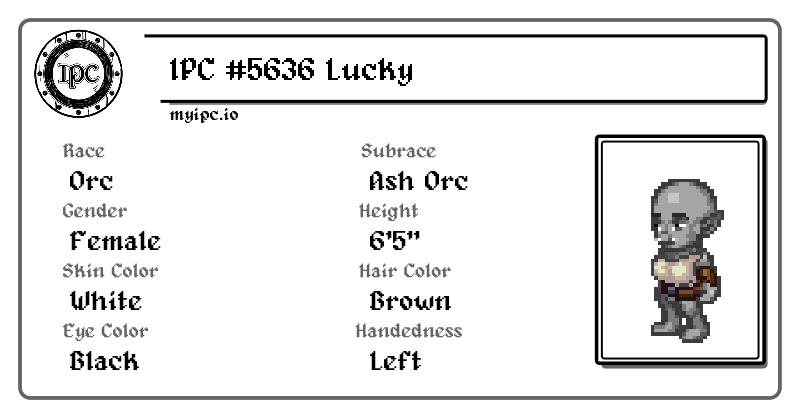 IPC
IPC #5636 Lucky
myipc.io
Race
Orc
Subrace
Ash Orc
Gender
Female
Height
6'5"
Skin Color
White
Hair Color
Brown
Eye Color
Black
Handedness
Left